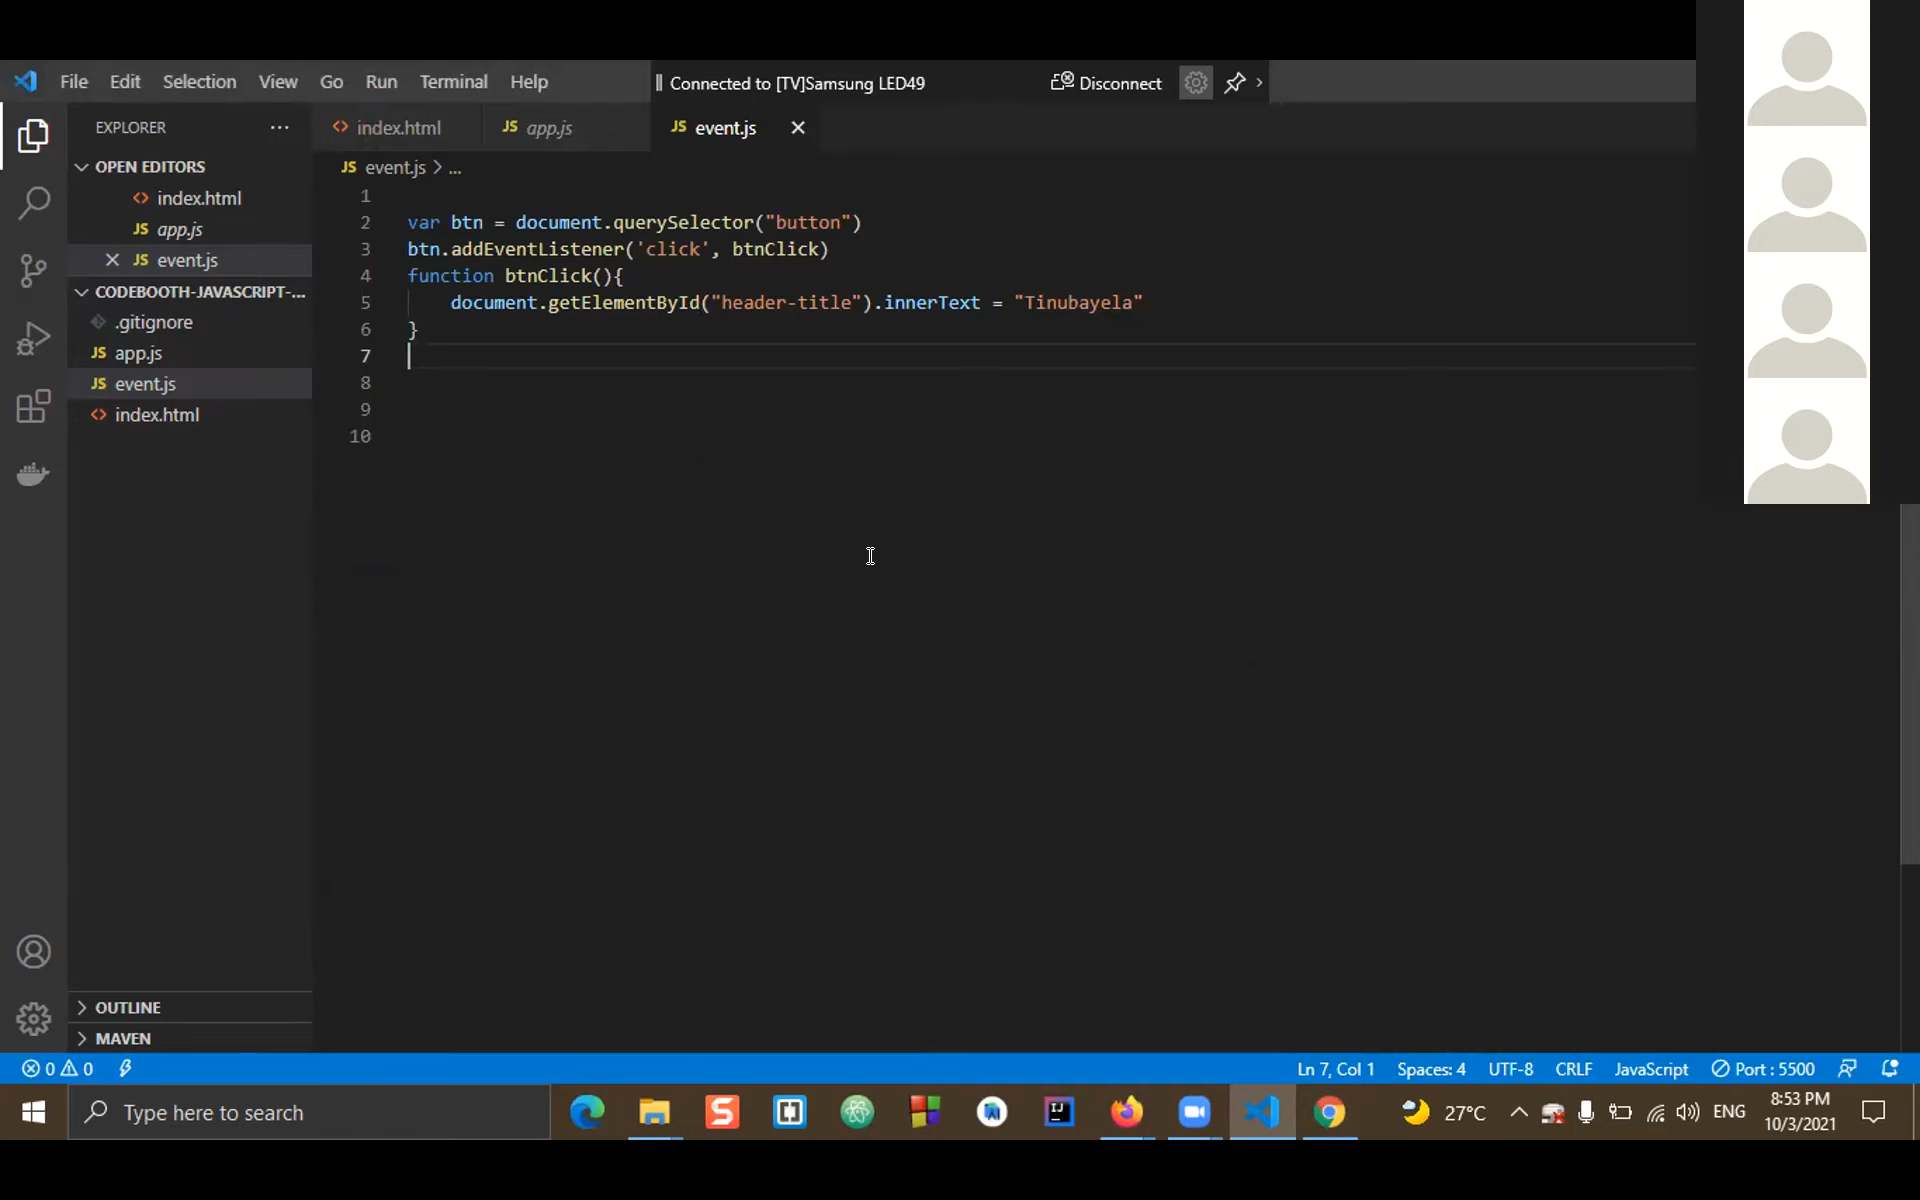 File Edit Selection View Go Run Terminal Help
Connected to [TV]Samsung LED49 Disconnect
EXPLORER
index.html app.js event.js
OPEN EDITORS
JS event.js > ...
index.html
JS app.js
JS event.js
CODEBOOTH-JAVASCRIPT-...
.gitignore
JS app.js
JS event.js
index.html
OUTLINE
MAVEN
1
2 var btn = document.querySelector("button")
3 btn.addEventListener('click', btnClick)
4 function btnClick(){
5 document.getElementById("header-title").innerText = "Tinubayela"
6 }
7
8
9
10
0 0 Ln 7, Col 1 Spaces: 4 UTF-8 CRLF JavaScript Port : 5500
Type here to search
27°C ENG 8:53 PM
10/3/2021